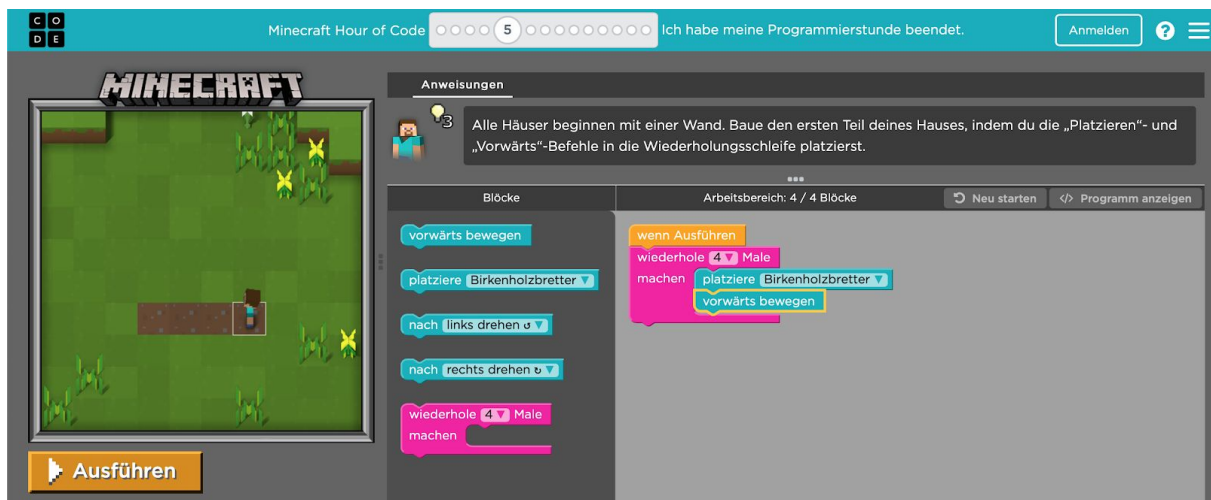 C O
D E
Minecraft Hour of Code
5
Ich habe meine Programmierstunde beendet.
Anmelden
?
MINECRAFT
Anweisungen
3
Alle Häuser beginnen mit einer Wand. Baue den ersten Teil deines Hauses, indem du die „Platzieren“- und
„Vorwärts“-Befehle in die Wiederholungsschleife platzierst.
Blöcke
Arbeitsbereich: 4 / 4 Blöcke
Neu starten
</> Programm anzeigen
vorwärts bewegen
platziere Birkenholzbretter ▼
nach links drehen ↺ ▼
nach rechts drehen ↻ ▼
wiederhole 4 ▼ Male
machen
wenn Ausführen
wiederhole 4 ▼ Male
machen platziere Birkenholzbretter ▼
vorwärts bewegen
Ausführen